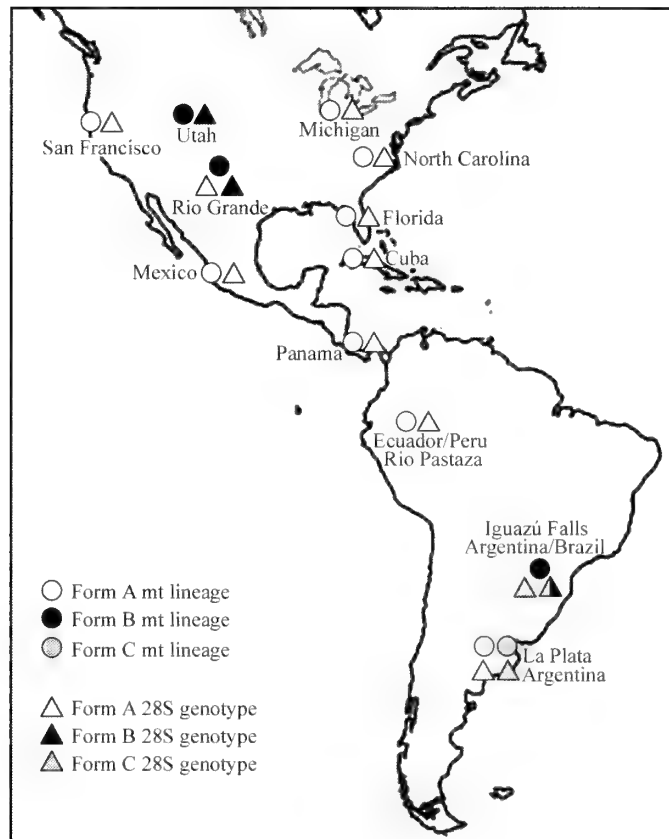 Utah
Michigan
San Francisco
North Carolina
Rio Grande
Florida
Mexico
Cuba
Panama
Ecuador/Peru
Rio Pastaza
Iguazú Falls
Argentina/Brazil
La Plata
Argentina
Form A mt lineage
Form B mt lineage
Form C mt lineage
Form A 28S genotype
Form B 28S genotype
Form C 28S genotype